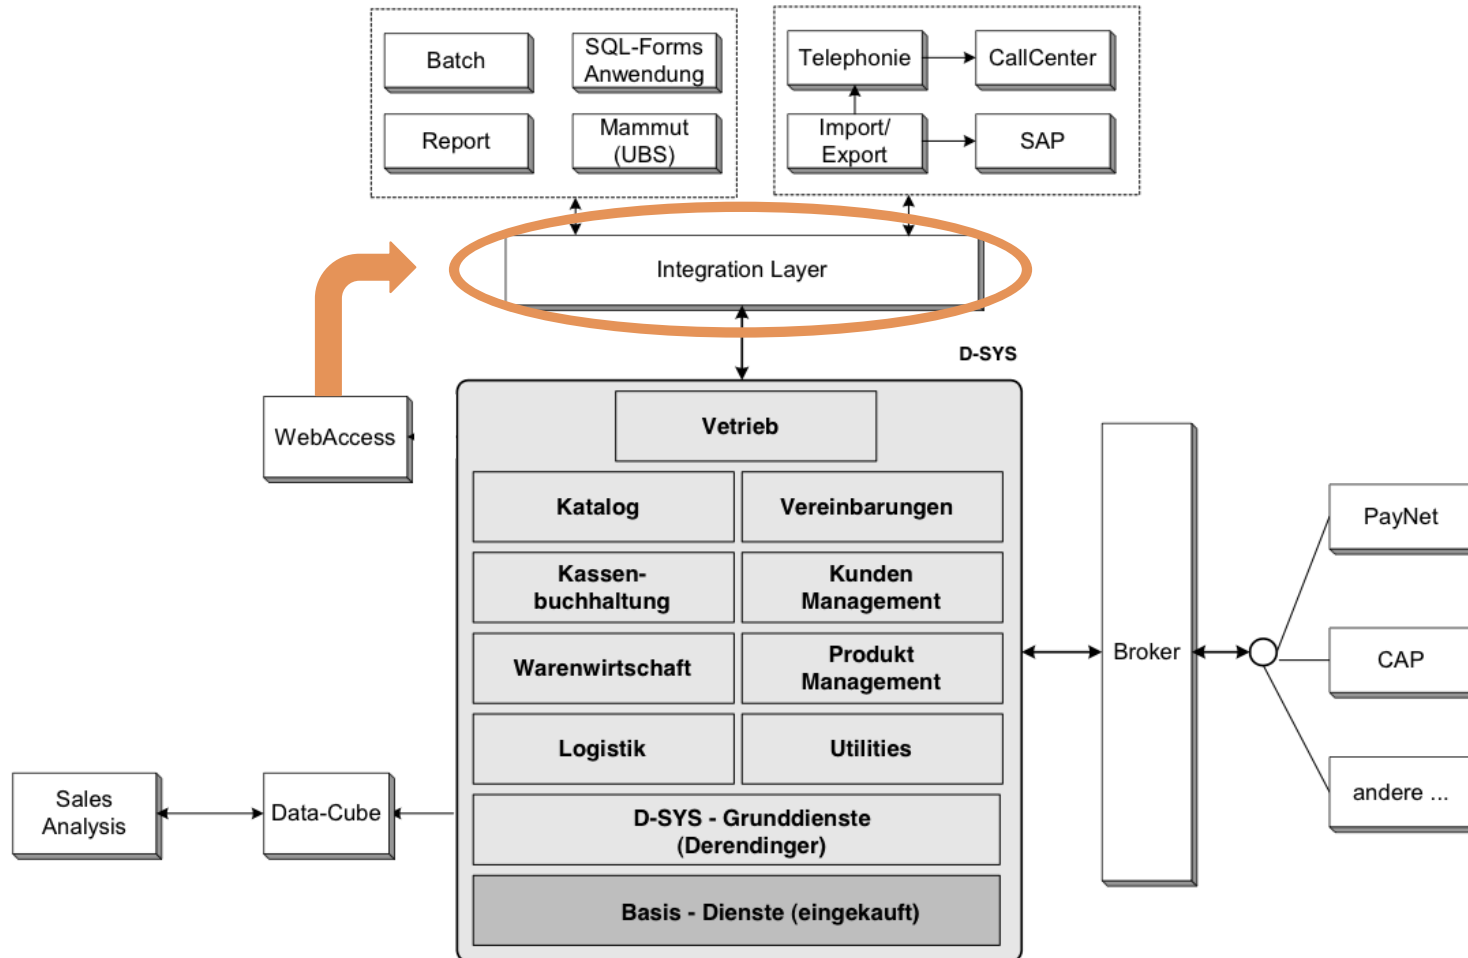 Batch
SQL-Forms
Anwendung
Report
Mammut
(UBS)
Telephonie
CallCenter
Import/
Export
SAP
Integration Layer
D-SYS
WebAccess
Vetrieb
Katalog
Vereinbarungen
Kassen-
buchhaltung
Kunden
Management
Warenwirtschaft
Produkt
Management
Logistik
Utilities
D-SYS - Grunddienste
(Derendinger)
Basis - Dienste (eingekauft)
Broker
PayNet
CAP
andere ...
Sales
Analysis
Data-Cube